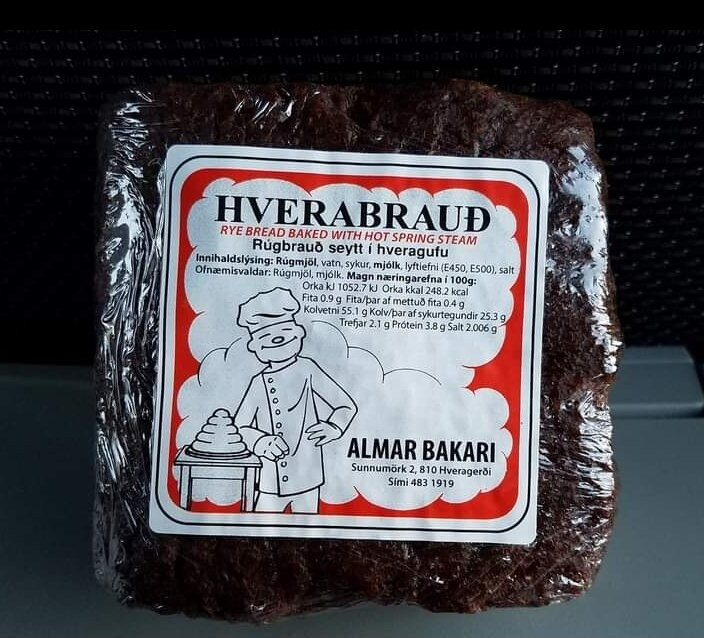 HVERABRAUÐ
RYE BREAD BAKED WITH HOT SPRING STEAM
Rúgbrauð seytt í hveragufu
Innihaldslýsing: Rúgmjöl, vatn, sykur, mjólk, lyftiefni (E450, E500), salt
Ofnæmisvaldar: Rúgmjöl, mjólk. Magn næringarefna í 100g:
Orka kJ 1052.7 kJ Orka kkal 248.2 kcal
Fita 0.9 g Fita/þar af mettuð fita 0.4 g
Kolvetni 55.1 g Kolv/þar af sykurtegundir 25.3 g
Trefjar 2.1 g Prótein 3.8 g Salt 2.006 g
ALMAR BAKARI
Sunnumörk 2, 810 Hveragerði
Sími 483 1919